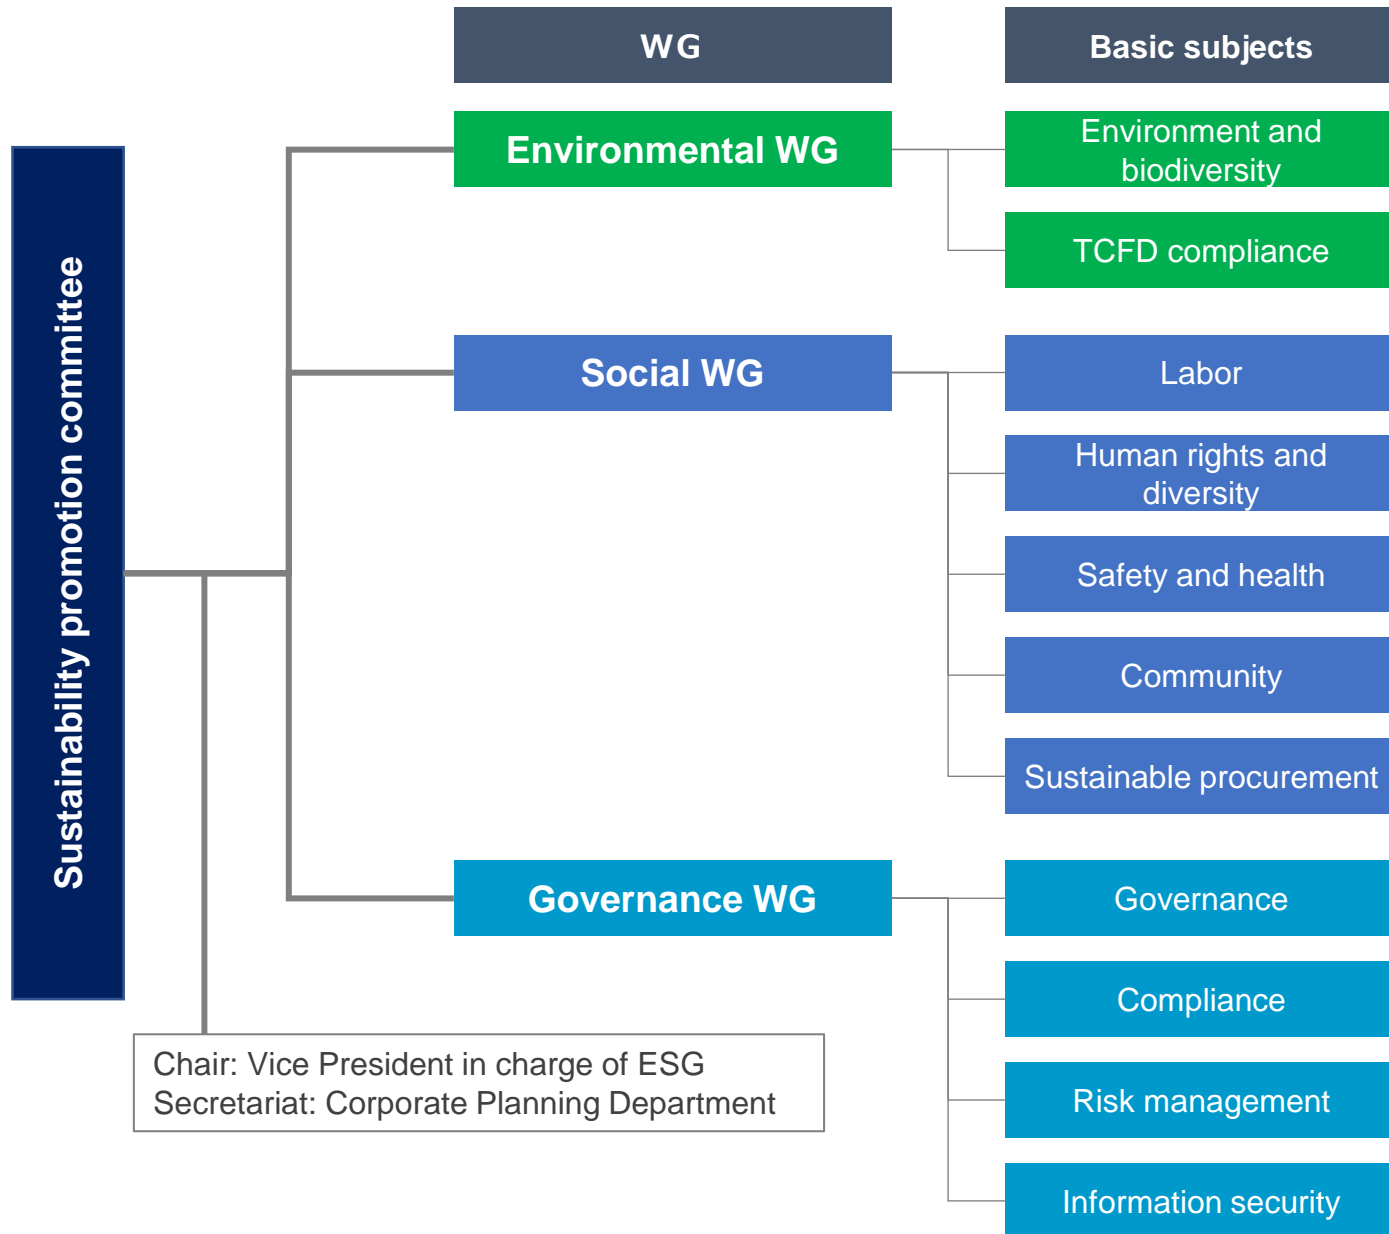 WG
Basic subjects
Sustainability promotion committee
Environmental WG
Environment and
biodiversity
TCFD compliance
Social WG
Labor
Human rights and
diversity
Safety and health
Community
Sustainable procurement
Governance WG
Governance
Compliance
Risk management
Information security
Chair: Vice President in charge of ESG
Secretariat: Corporate Planning Department